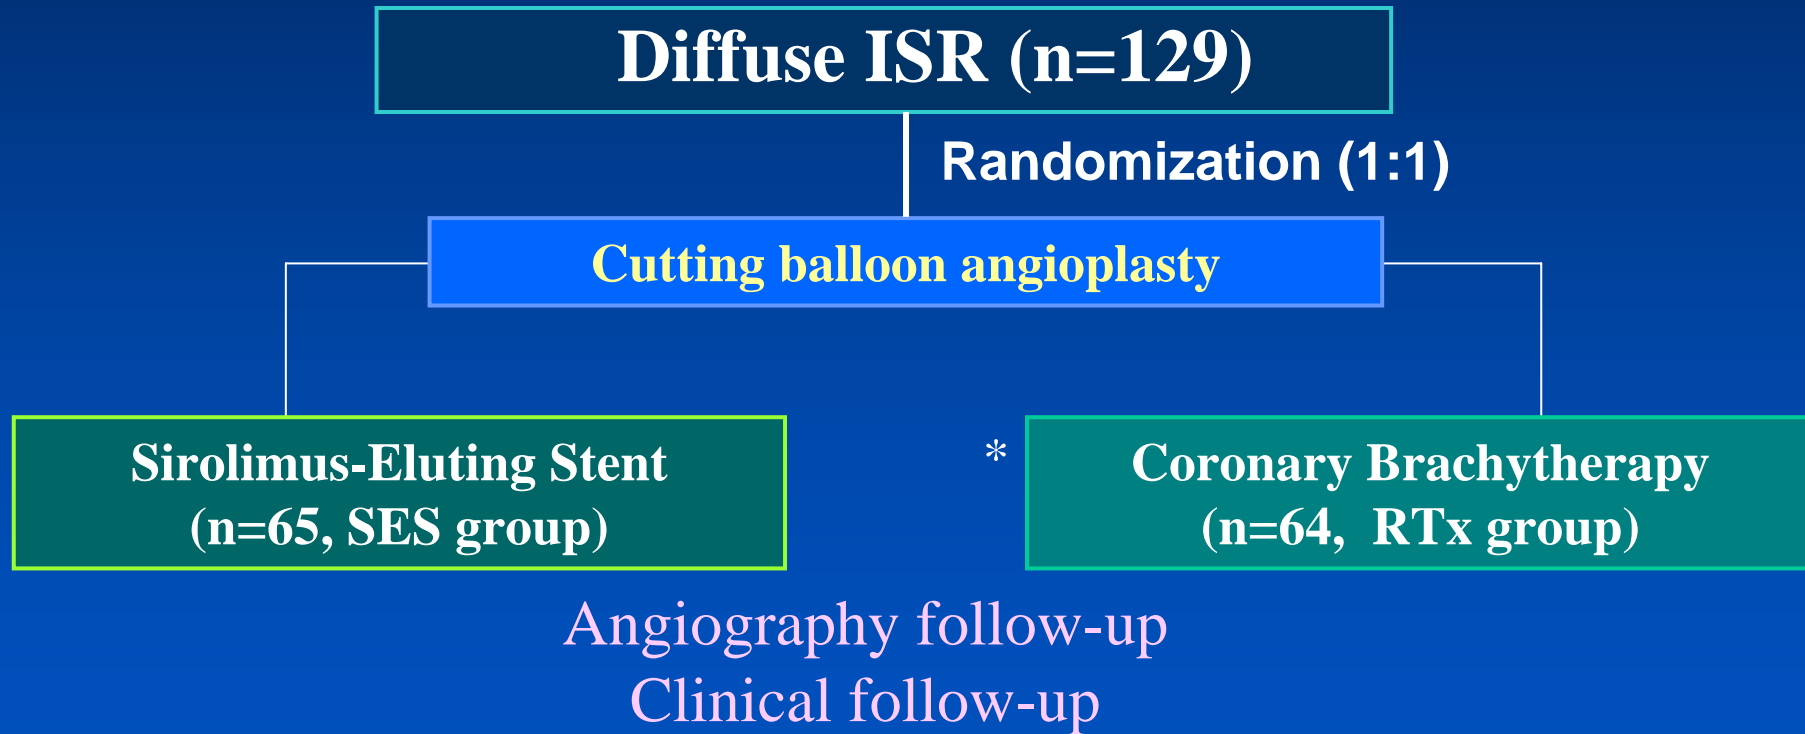 Diffuse ISR (n=129)
Randomization (1:1)
Cutting balloon angioplasty
Sirolimus-Eluting Stent
(n=65, SES group)
*
Coronary Brachytherapy
(n=64, RTx group)
Angiography follow-up
Clinical follow-up